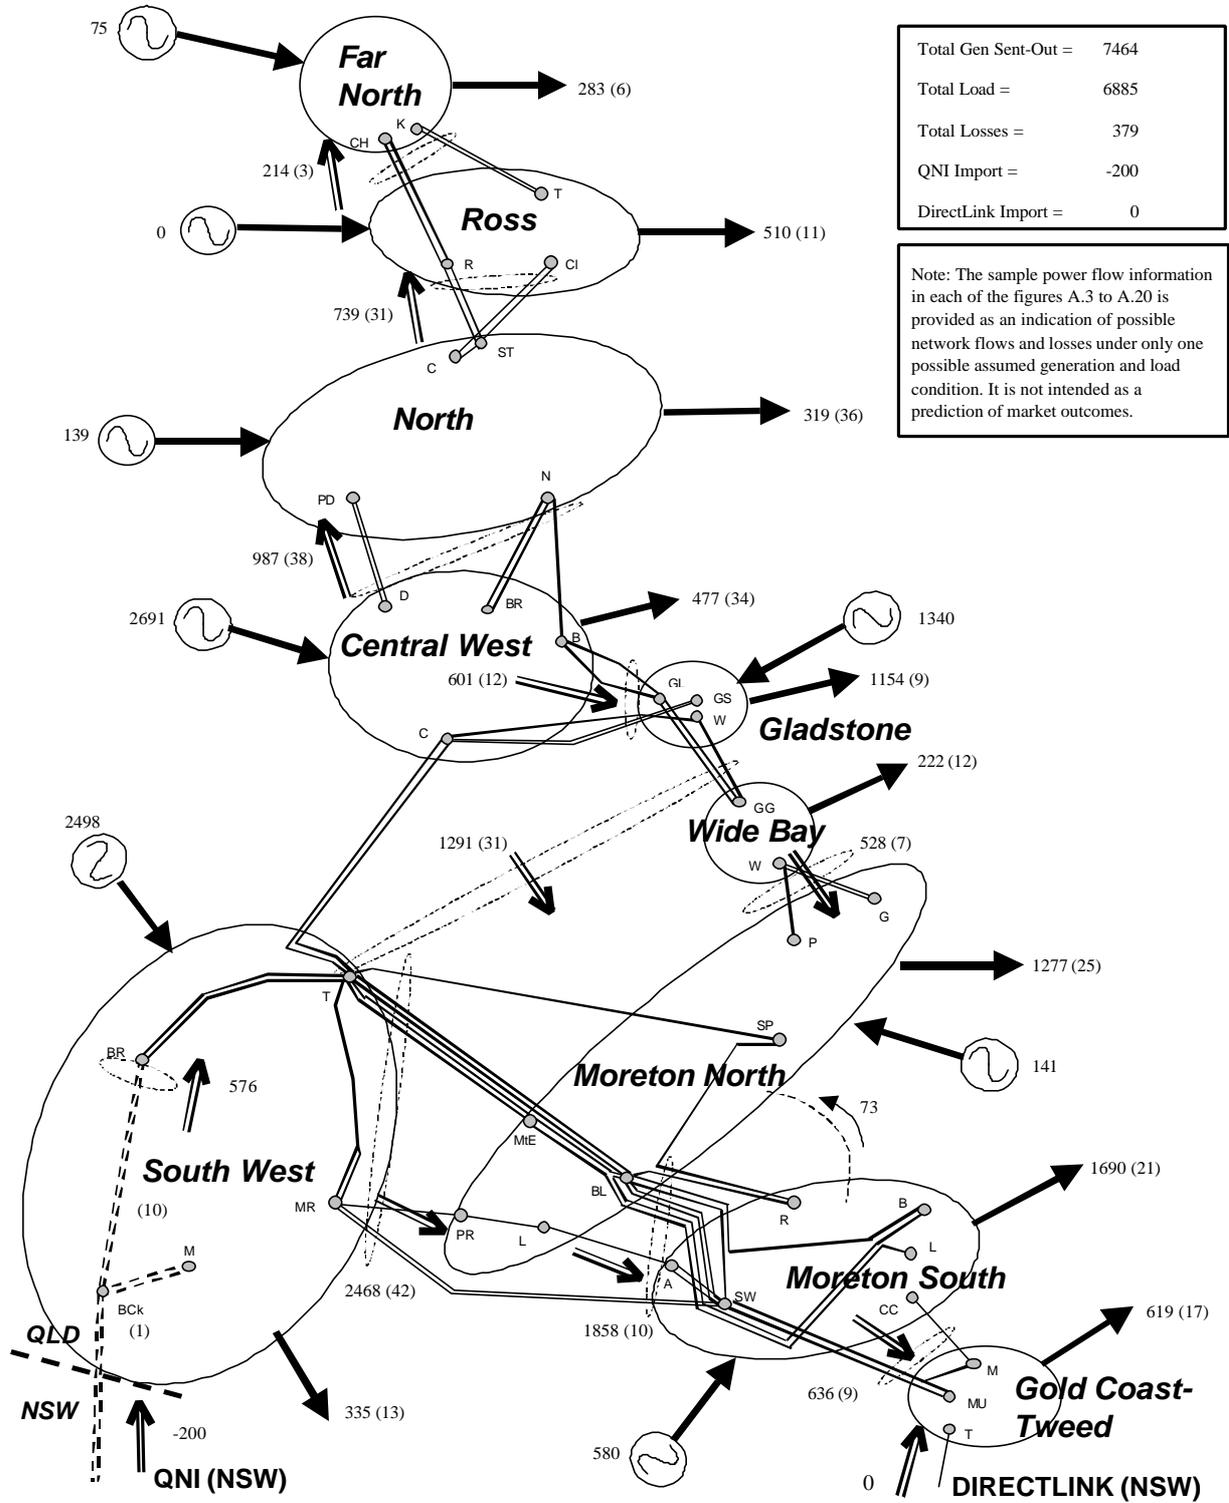 75
Far
North
283 (6)
K
CH
214 (3)
T
0
Ross
510 (11)
R
CI
739 (31)
ST
C
North
319 (36)
139
N
PD
987 (38)
D
BR
477 (34)
2691
B
Central West
1340
601 (12)
GL
GS
1154 (9)
W
C
Gladstone
222 (12)
GG
Wide Bay
2498
1291 (31)
528 (7)
W
G
P
1277 (25)
T
SP
BR
Moreton North
141
576
73
MtE
South West
1690 (21)
BL
(10)
MR
R
B
PR
L
L
M
A
Moreton South
2468 (42)
SW
BCk
CC
(1)
1858 (10)
619 (17)
QLD
M
636 (9)
MU
Gold Coast-
Tweed
NSW
335 (13)
-200
T
580
QNI (NSW)
0
DIRECTLINK (NSW)
Total Gen Sent-Out = 7464
Total Load = 6885
Total Losses = 379
QNI Import = -200
DirectLink Import = 0
Note: The sample power flow information
in each of the figures A.3 to A.20 is
provided as an indication of possible
network flows and losses under only one
possible assumed generation and load
condition. It is not intended as a
prediction of market outcomes.